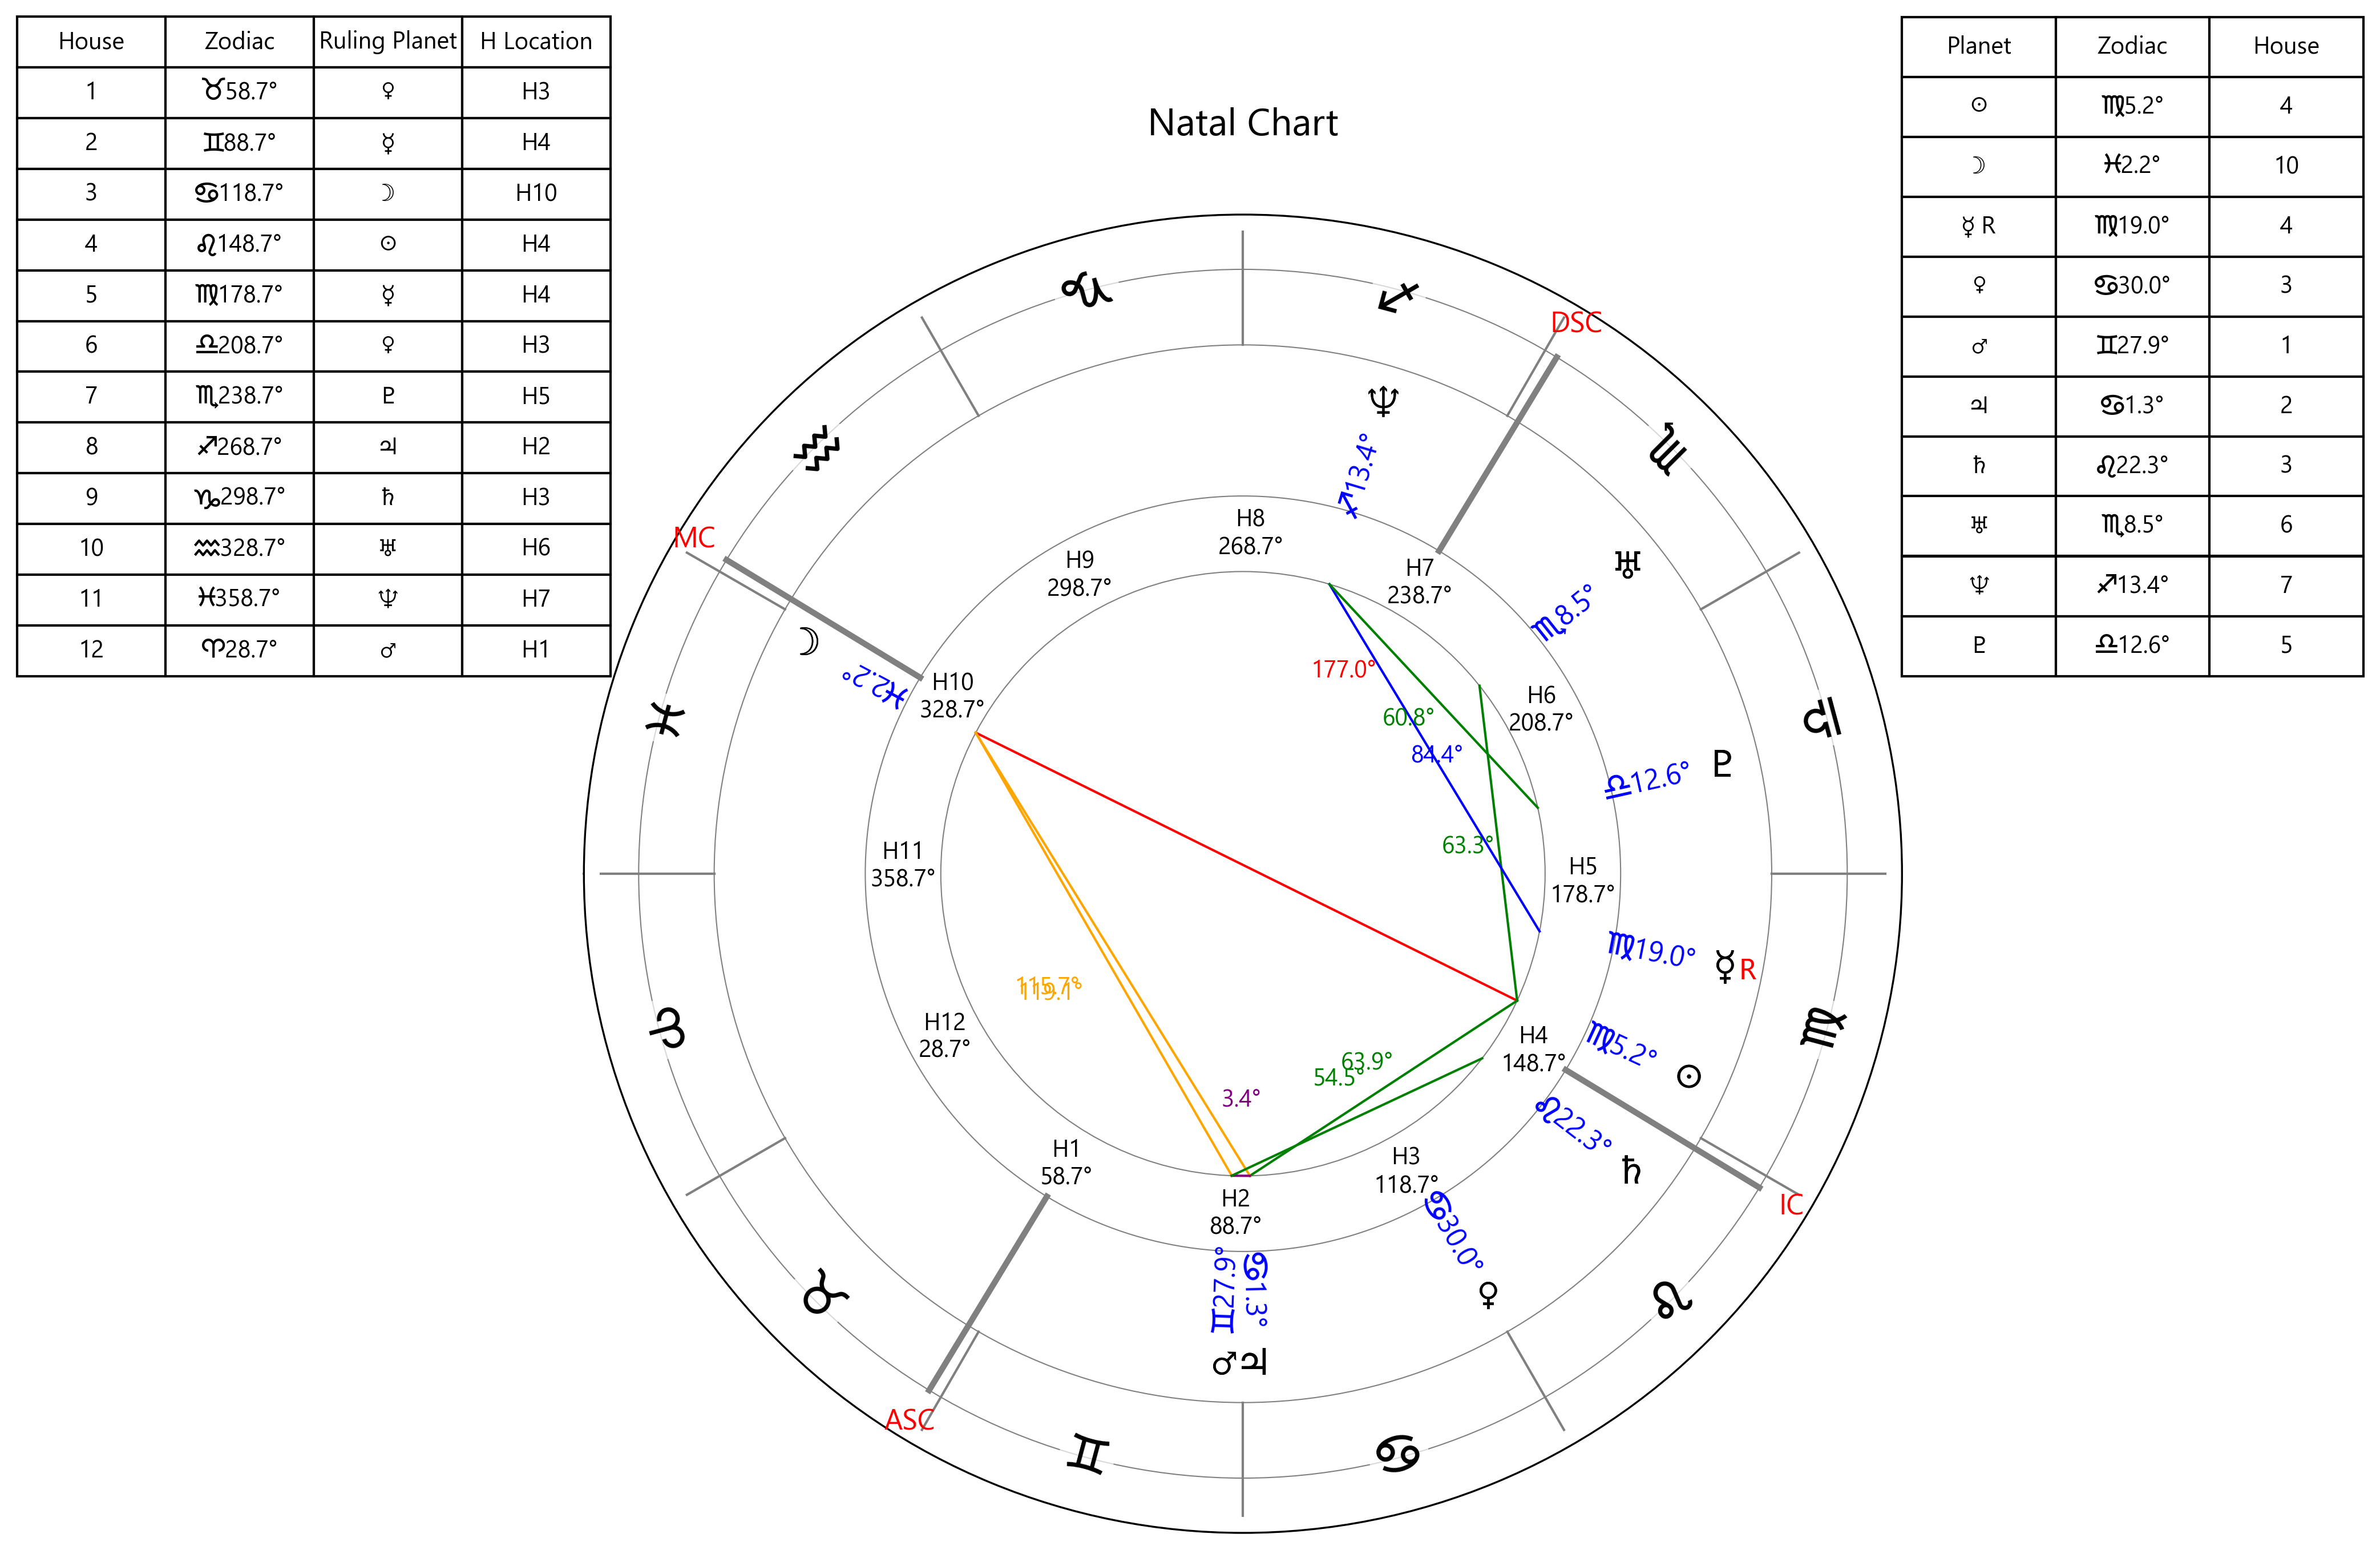 Natal Chart
House Zodiac Ruling Planet H Location
1 ♉58.7° ♀ H3
2 ♊88.7° ☿ H4
3 ♋118.7° ☽ H10
4 ♌148.7° ☉ H4
5 ♍178.7° ☿ H4
6 ♎208.7° ♀ H3
7 ♏238.7° ♇ H5
8 ♐268.7° ♃ H2
9 ♑298.7° ♄ H3
10 ♒328.7° ♅ H6
11 ♓358.7° ♆ H7
12 ♈28.7° ♂ H1
Planet Zodiac House
☉ ♍5.2° 4
☽ ♓2.2° 10
☿ R ♍19.0° 4
♀ ♋30.0° 3
♂ ♊27.9° 1
♃ ♋1.3° 2
♄ ♌22.3° 3
♅ ♏8.5° 6
♆ ♐13.4° 7
♇ ♎12.6° 5
♑
♐
DSC
♒
♏
♆
♐13.4°
MC
H8
268.7°
H9
298.7°
H7
238.7°
♅
♏8.5°
☽
♓2.2°
H10
328.7°
177.0°
H6
208.7°
♓
♎
60.8°
84.4°
♇
♎12.6°
63.3°
H11
358.7°
H5
178.7°
♍19.0°
☿R
115.7°
119.1°
♈
♍
H12
28.7°
H4
148.7°
♍5.2°
☉
63.9°
54.5°
3.4°
♌22.3°
♄
H1
58.7°
H3
118.7°
IC
H2
88.7°
♋30.0°
♀
♊27.9°
♋1.3°
♂♃
♉
♌
ASC
♊
♋